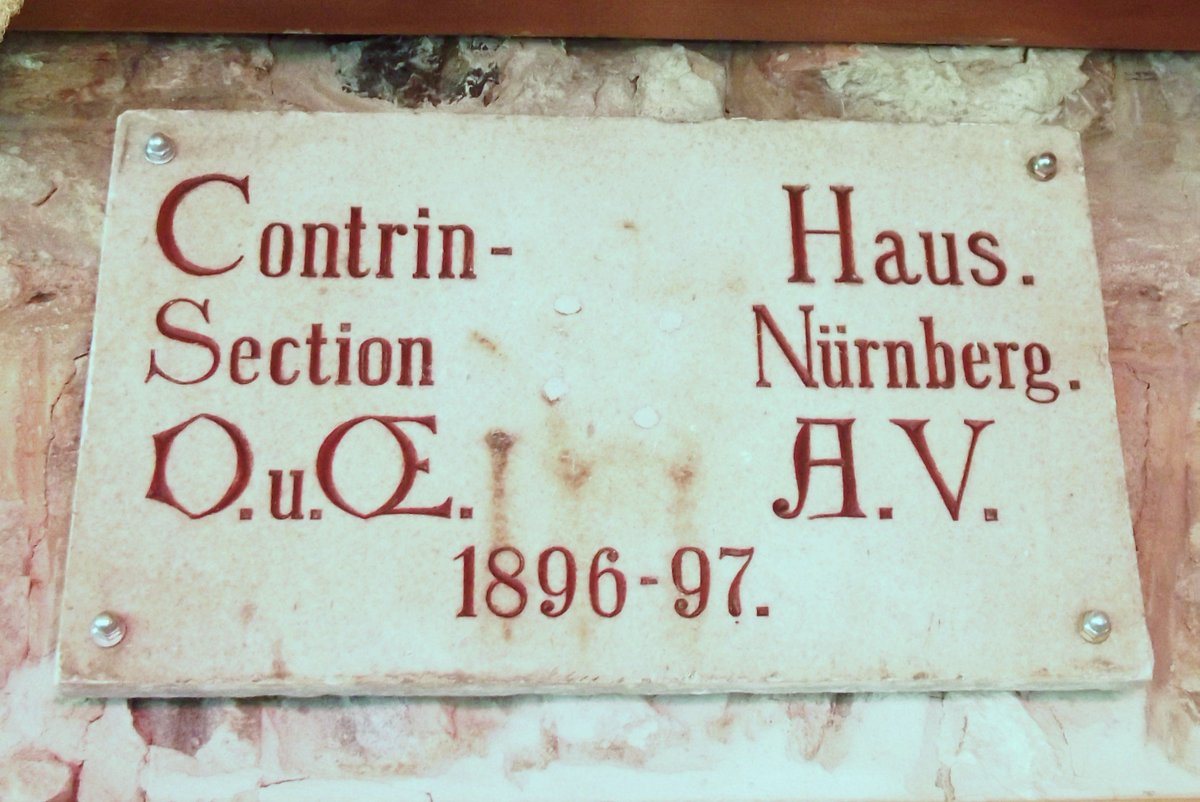 Contrin- Haus.
Section Nürnberg.
D.u.Œ. A.V.
1896-97.